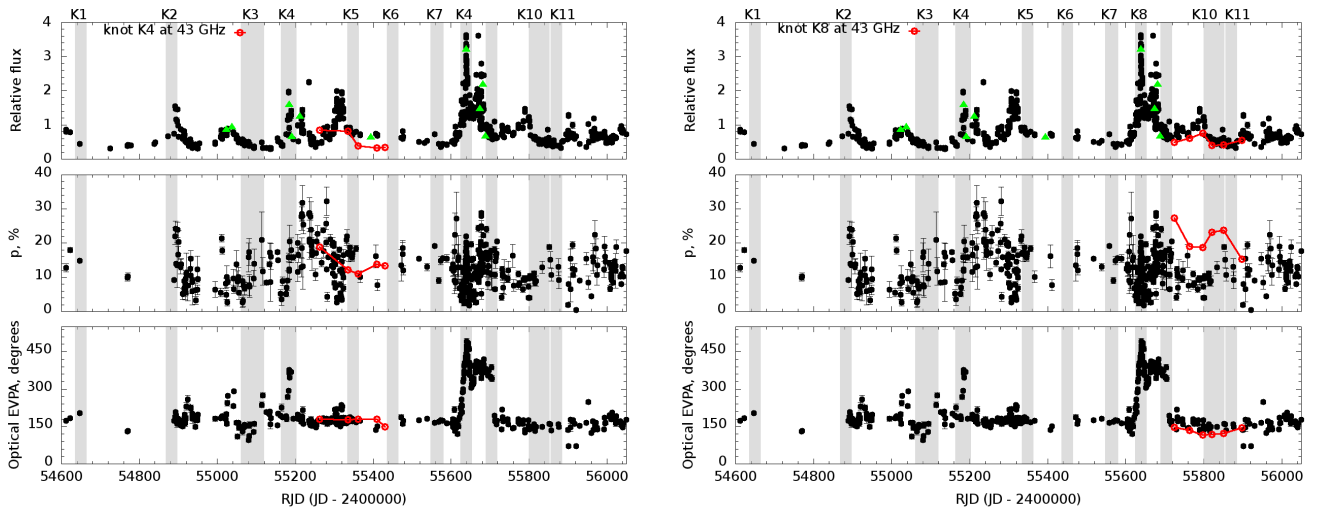 K1 K2 K3 K4 K5 K6 K7 K4 K10 K11
knot K4 at 43 GHz
4
3
2
1
0
Relative flux
40
30
20
10
0
p, %
450
300
150
0
Optical EVPA, degrees
54600 54800 55000 55200 55400 55600 55800 56000
RJD (JD - 2400000)
K1 K2 K3 K4 K5 K6 K7 K8 K10 K11
knot K8 at 43 GHz
4
3
2
1
0
Relative flux
40
30
20
10
0
p, %
450
300
150
0
Optical EVPA, degrees
54600 54800 55000 55200 55400 55600 55800 56000
RJD (JD - 2400000)